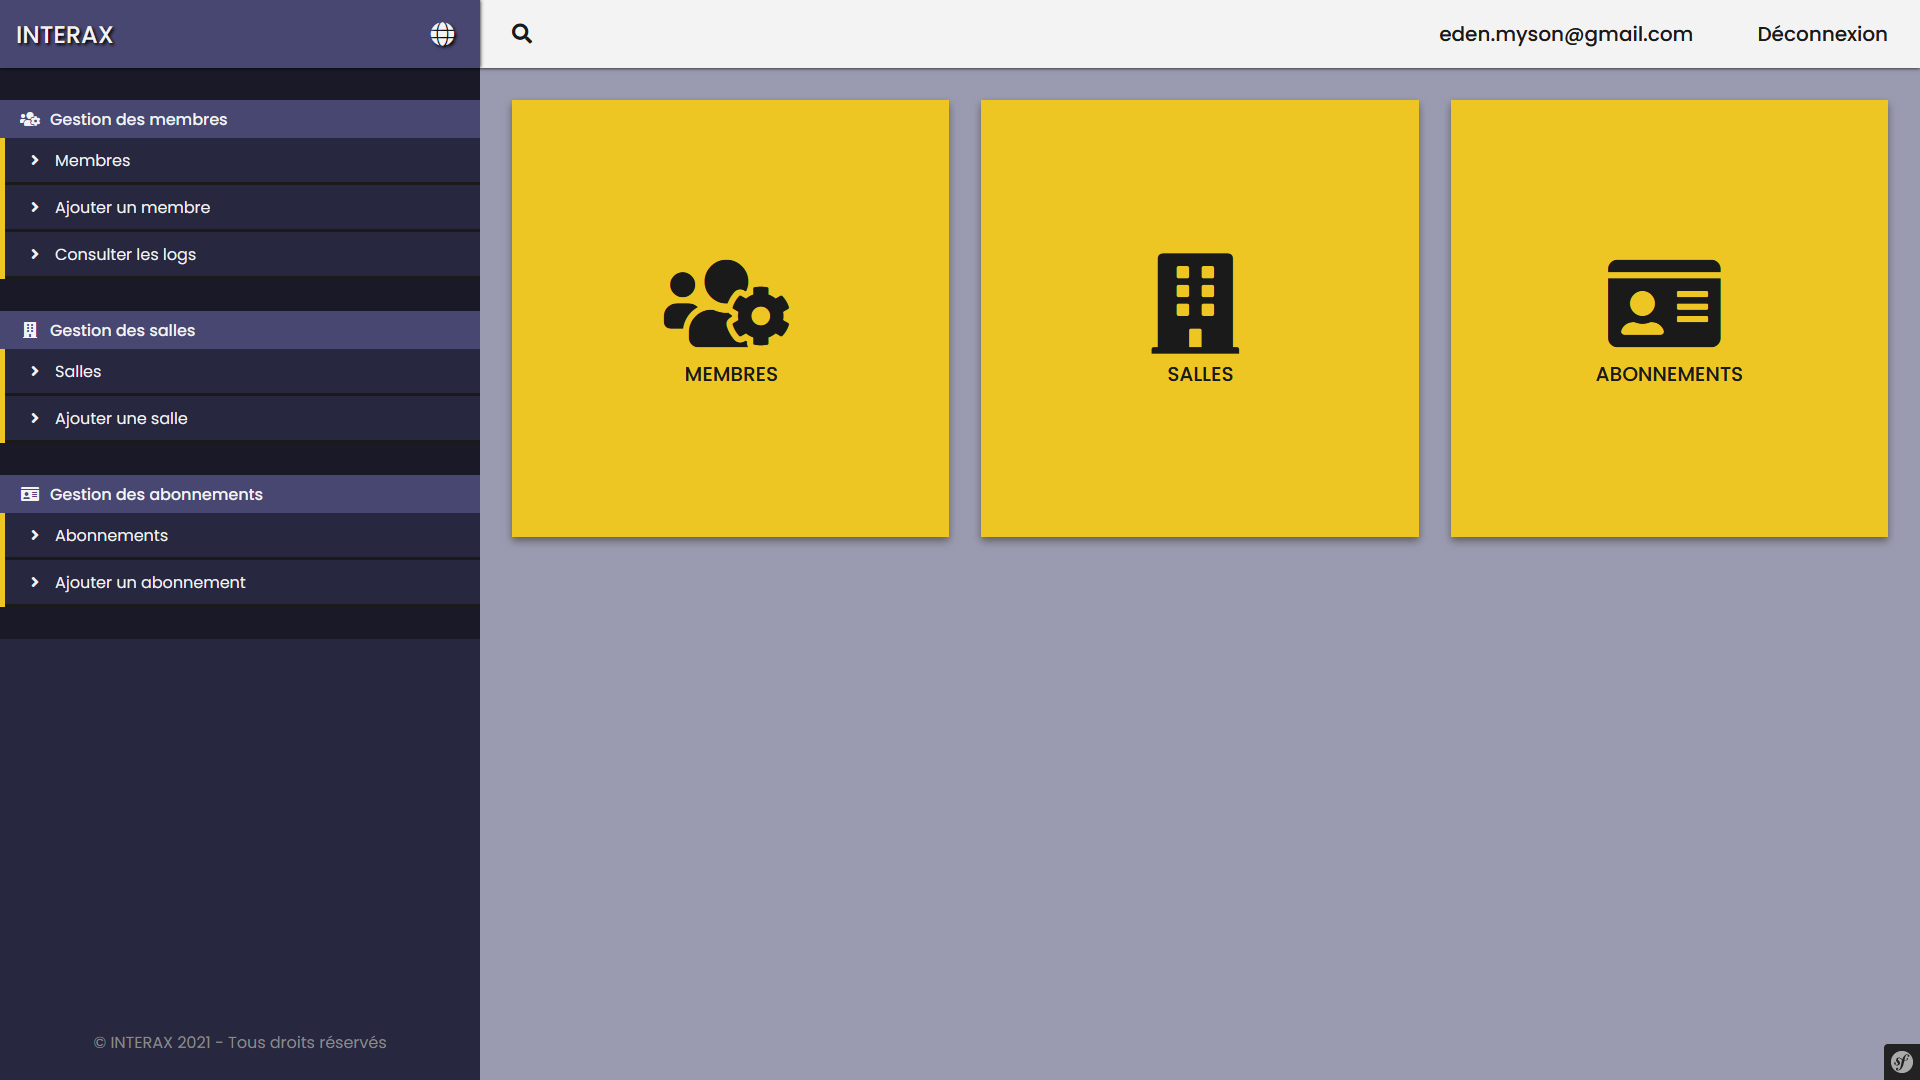 INTERAX
eden.myson@gmail.com
Déconnexion
Gestion des membres
Membres
Ajouter un membre
Consulter les logs
Gestion des salles
Salles
Ajouter une salle
Gestion des abonnements
Abonnements
Ajouter un abonnement
MEMBRES
SALLES
ABONNEMENTS
© INTERAX 2021 - Tous droits réservés
sf